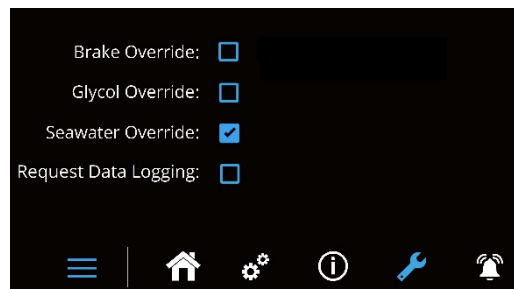 Brake Override:
Glycol Override:
Seawater Override:
Request Data Logging: